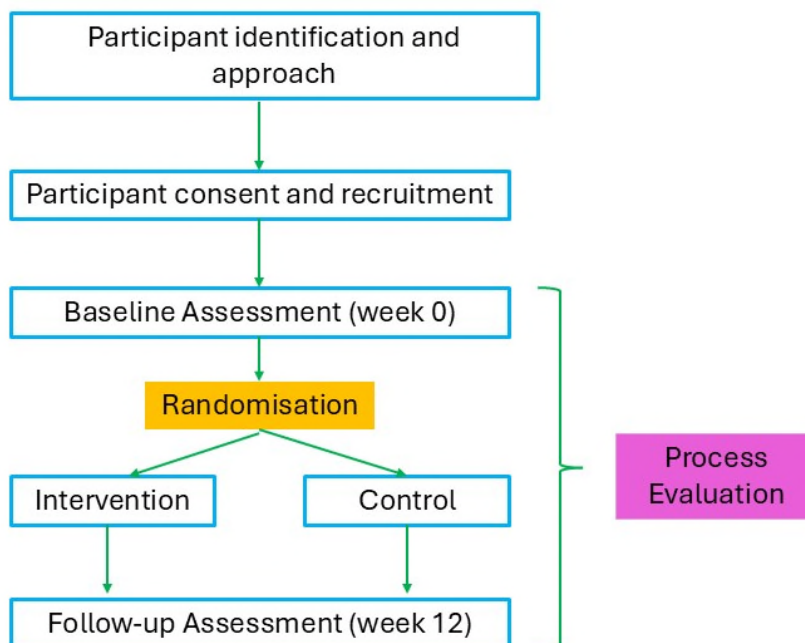 Participant identification and
approach
Participant consent and recruitment
Baseline Assessment (week 0)
Randomisation
Intervention
Control
Process
Evaluation
Follow-up Assessment (week 12)